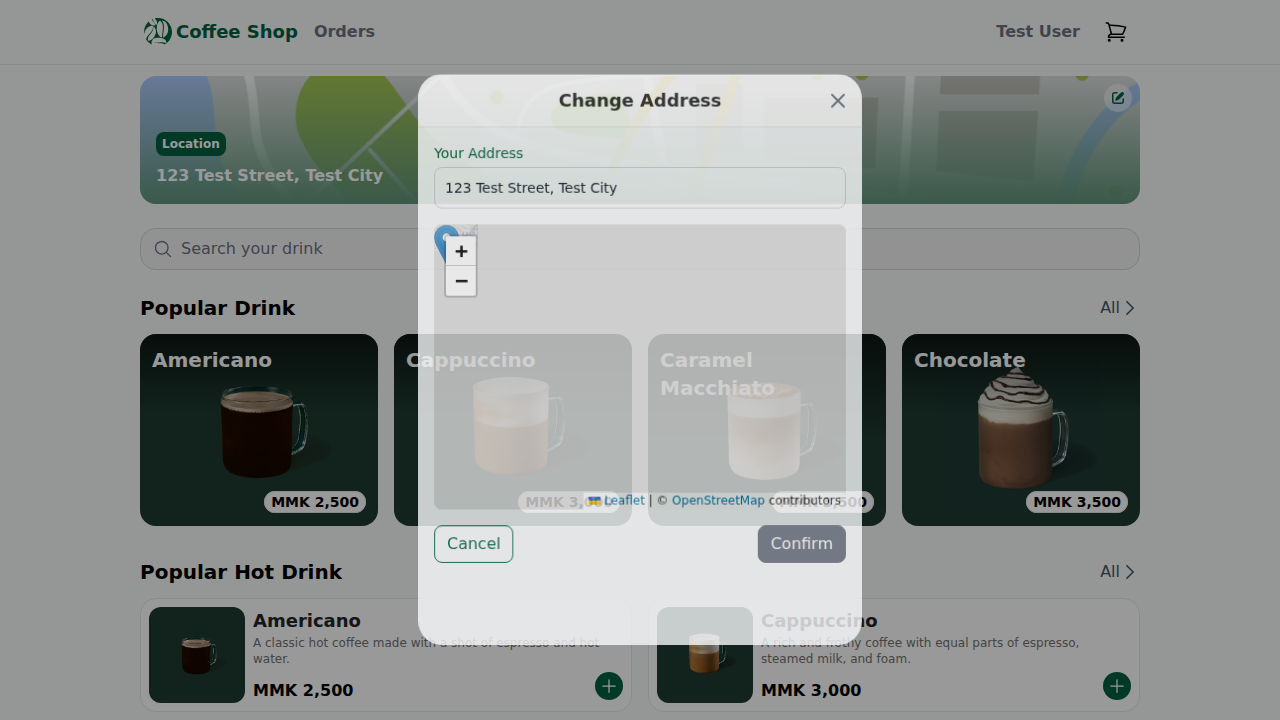 Coffee Shop Orders Test User
Change Address
Location
123 Test Street, Test City
Your Address
123 Test Street, Test City
Search your drink
+
−
Popular Drink All
Americano Cappuccino Caramel Macchiato Chocolate
MMK 2,500 MMK 3,500
Leaflet | © OpenStreetMap contributors
Cancel Confirm
Popular Hot Drink All
Americano
A classic hot coffee made with a shot of espresso and hot
water.
MMK 2,500
Cappuccino
A rich and frothy coffee with equal parts of espresso,
steamed milk, and foam.
MMK 3,000